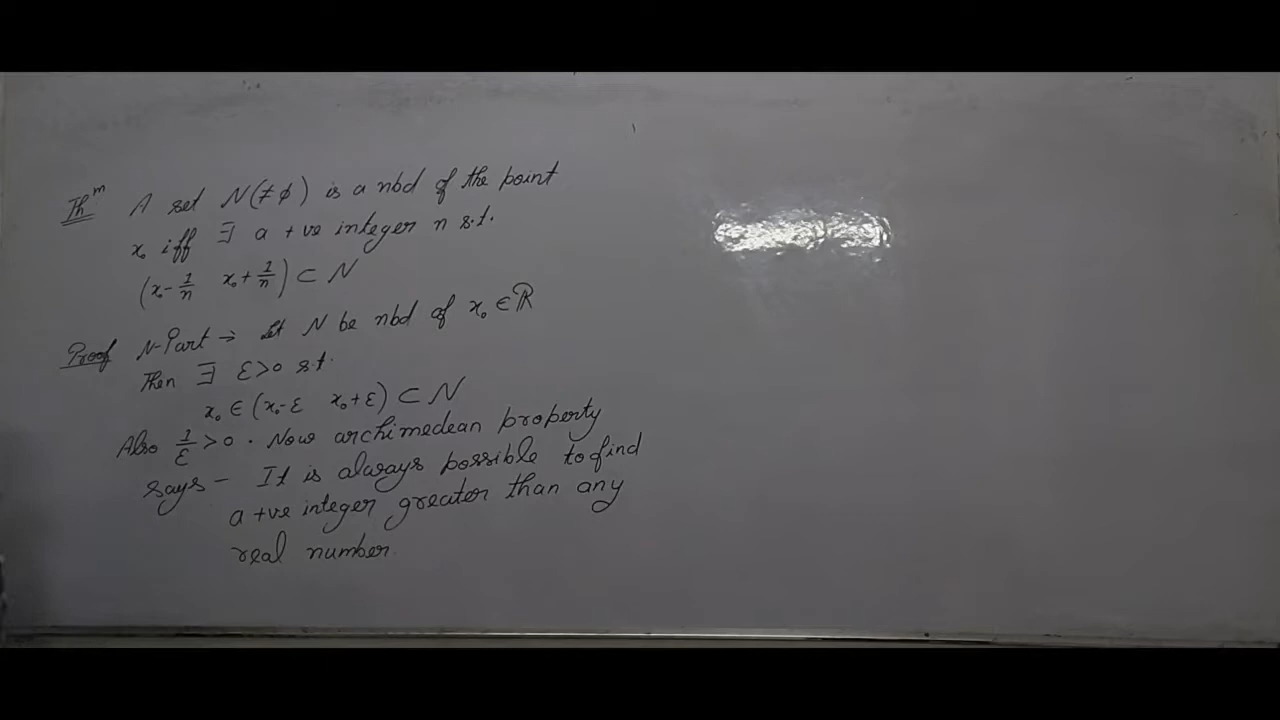 Th^m A set N(≠ϕ) is a nbd of the point
x₀ iff ∃ a +ve integer n s.t.
(x₀-1/n x₀+1/n) ⊂ N
Proof N-Part → Let N be nbd of x₀ ∈ ℝ
Then ∃ ε>0 s.t.
x₀ ∈ (x₀-ε x₀+ε) ⊂ N
Also 1/ε >0 . Now archimedean property
says - It is always possible to find
a +ve integer greater than any
real number.